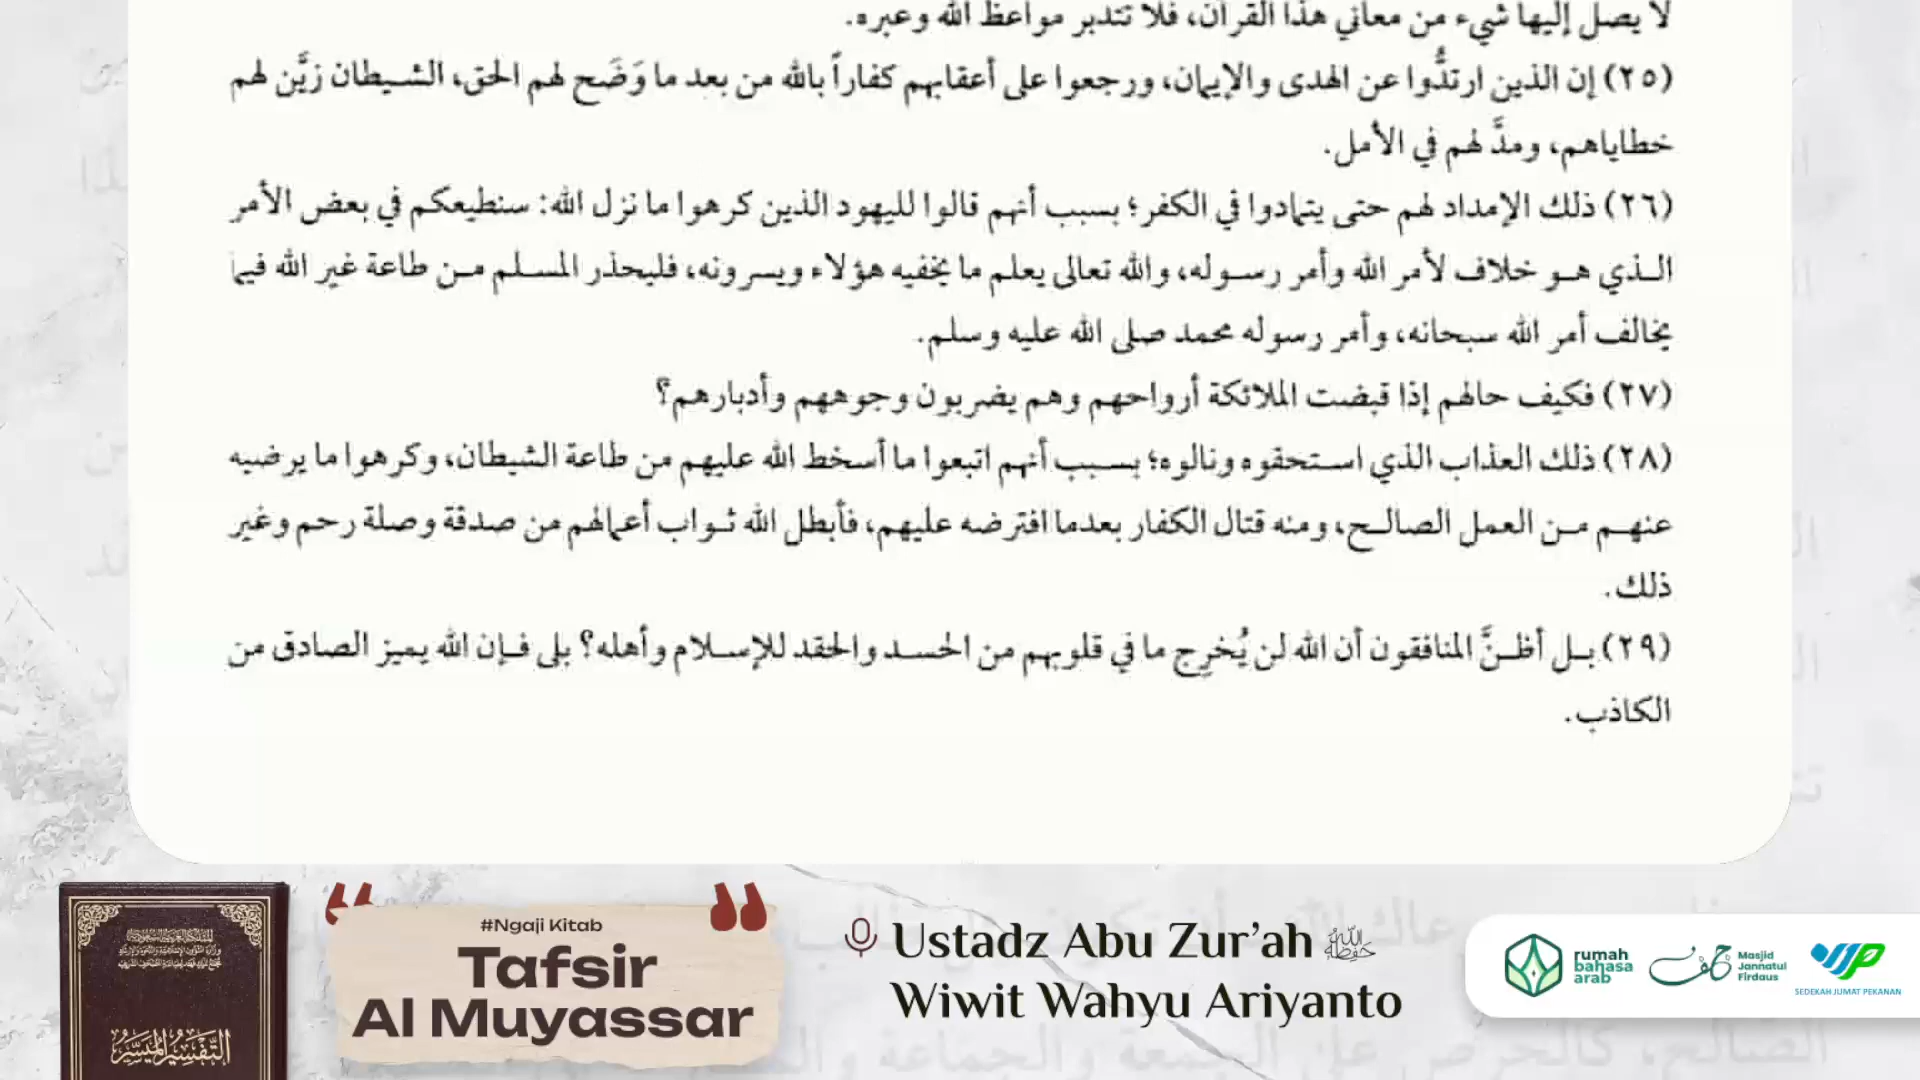 لا يصل إليها شيء من معاني هذا القرآن، فلا تتدبر مواعظ الله وعبره.
(٢٥) إن الذين ارتدُّوا عن الهدى والإيمان، ورجعوا على أعقابهم كفاراً بالله من بعد ما وَضَح لهم الحق، الشيطان زيَّن لهم
خطاياهم، ومدَّ لهم في الأمل.
(٢٦) ذلك الإمداد لهم حتى يتمادوا في الكفر؛ بسبب أنهم قالوا لليهود الذين كرهوا ما نزل الله: سنطيعكم في بعض الأمر
الذي هو خلاف لأمر الله وأمر رسوله، والله تعالى يعلم ما يخفيه هؤلاء ويسرونه، فليحذر المسلم من طاعة غير الله فيما
يخالف أمر الله سبحانه، وأمر رسوله محمد صلى الله عليه وسلم.
(٢٧) فكيف حالهم إذا قبضت الملائكة أرواحهم وهم يضربون وجوههم وأدبارهم؟
(٢٨) ذلك العذاب الذي استحقوه ونالوه؛ بسبب أنهم اتبعوا ما أسخط الله عليهم من طاعة الشيطان، وكرهوا ما يرضيه
عنهم من العمل الصالح، ومنه قتال الكفار بعدما افترضه عليهم، فأبطل الله ثواب أعمالهم من صدقة وصلة رحم وغير
ذلك.
(٢٩) بل أظنَّ المنافقون أن الله لن يُخرِج ما في قلوبهم من الحسد والحقد للإسلام وأهله؟ بلى فإن الله يميز الصادق من
الكاذب.
التفسير الميسر
#Ngaji Kitab
Tafsir
Al Muyassar
Ustadz Abu Zur'ah حفظه الله
Wiwit Wahyu Ariyanto
rumah
bahasa
arab
Masjid
Jannatul
Firdaus
SEDEKAH JUMAT PEKANAN